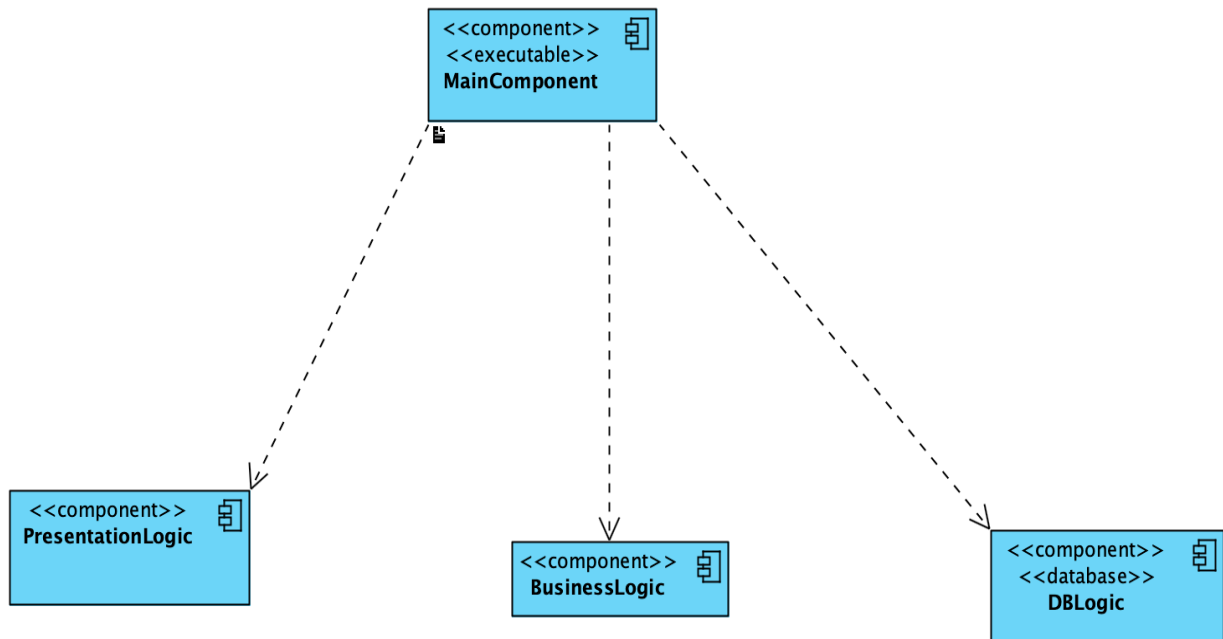 <<component>>
<<executable>>
MainComponent
<<component>>
PresentationLogic
<<component>>
BusinessLogic
<<component>>
<<database>>
DBLogic